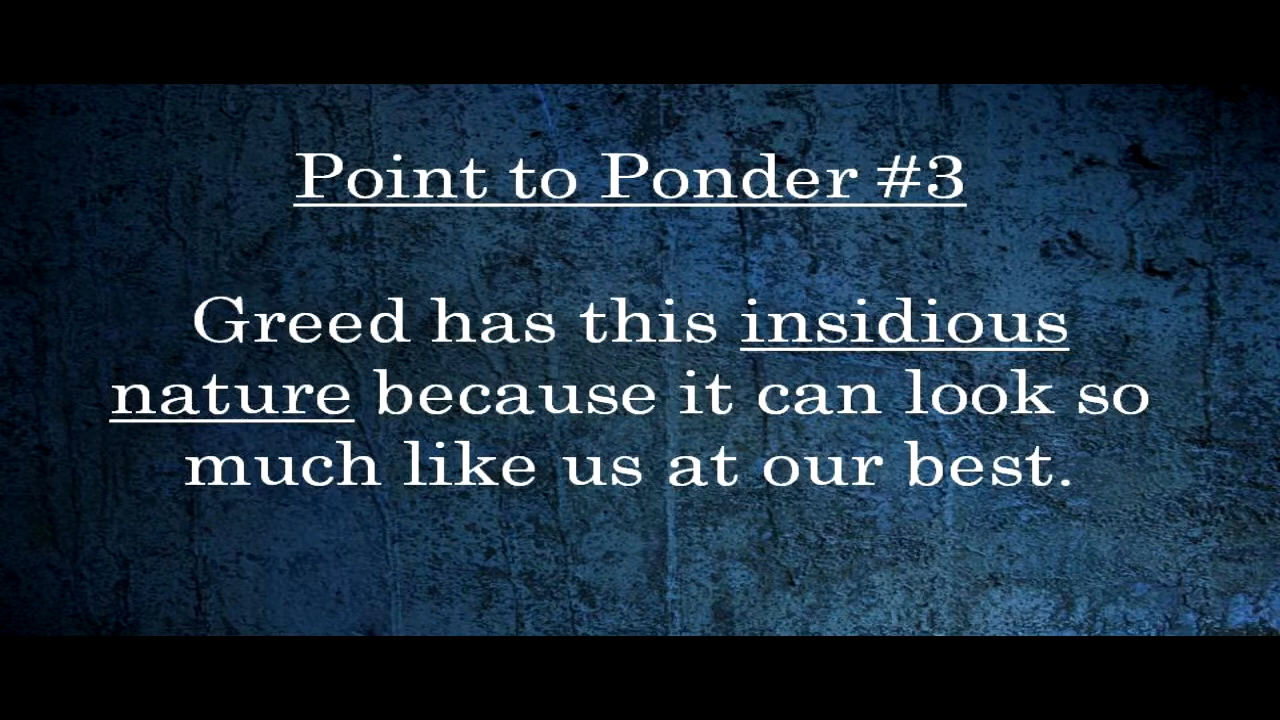 Point to Ponder #3
Greed has this insidious
nature because it can look so
much like us at our best.